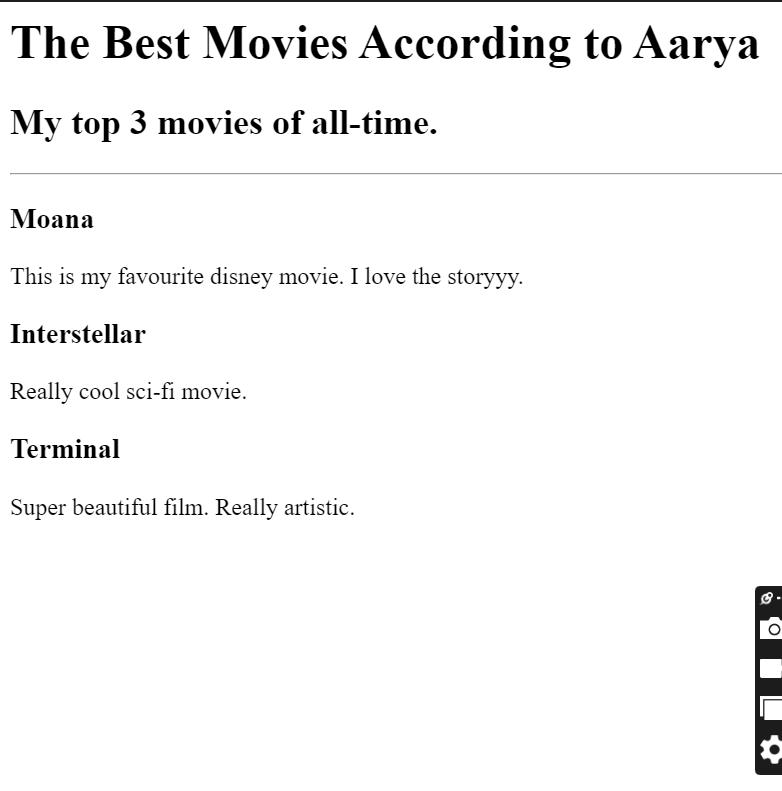 The Best Movies According to Aarya
My top 3 movies of all-time.
Moana
This is my favourite disney movie. I love the storyyy.
Interstellar
Really cool sci-fi movie.
Terminal
Super beautiful film. Really artistic.